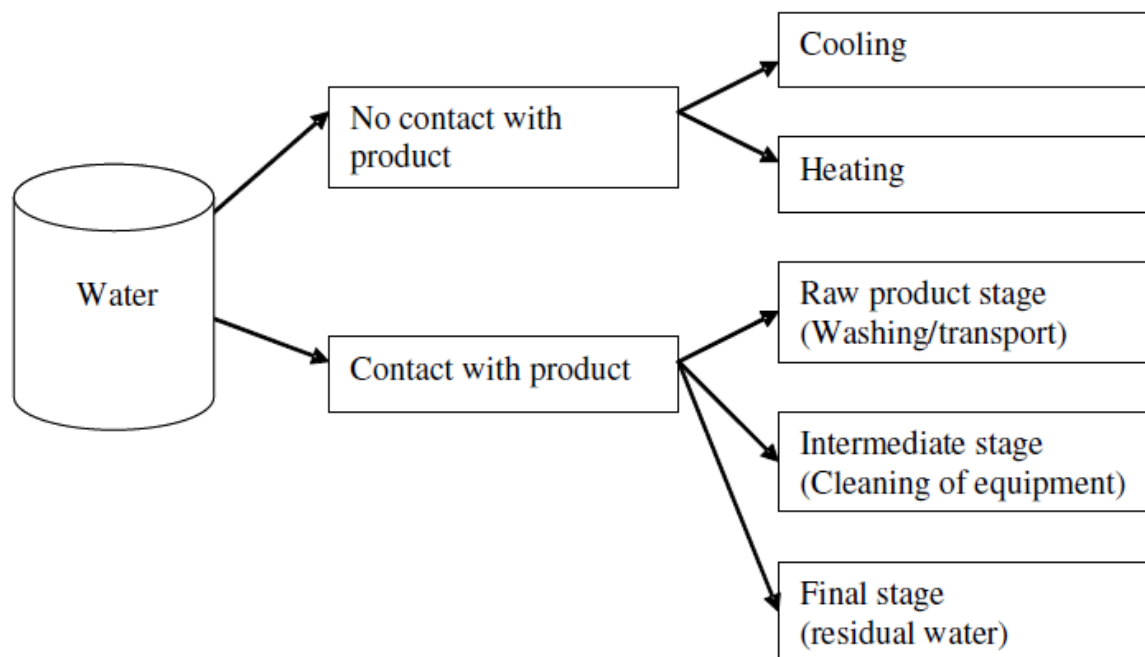 Water
No contact with
product
Contact with product
Cooling
Heating
Raw product stage
(Washing/transport)
Intermediate stage
(Cleaning of equipment)
Final stage
(residual water)